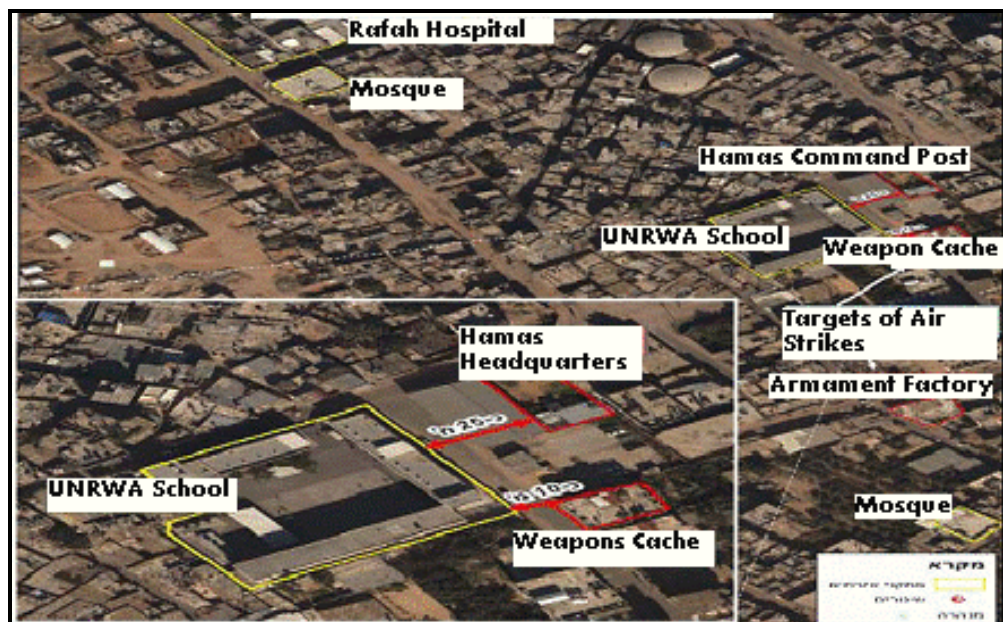 Rafah Hospital
Mosque
Hamas Command Post
UNRWA School
Weapon Cache
Targets of Air
Strikes
Armament Factory
Mosque
Hamas
Headquarters
UNRWA School
Weapons Cache
מקרא